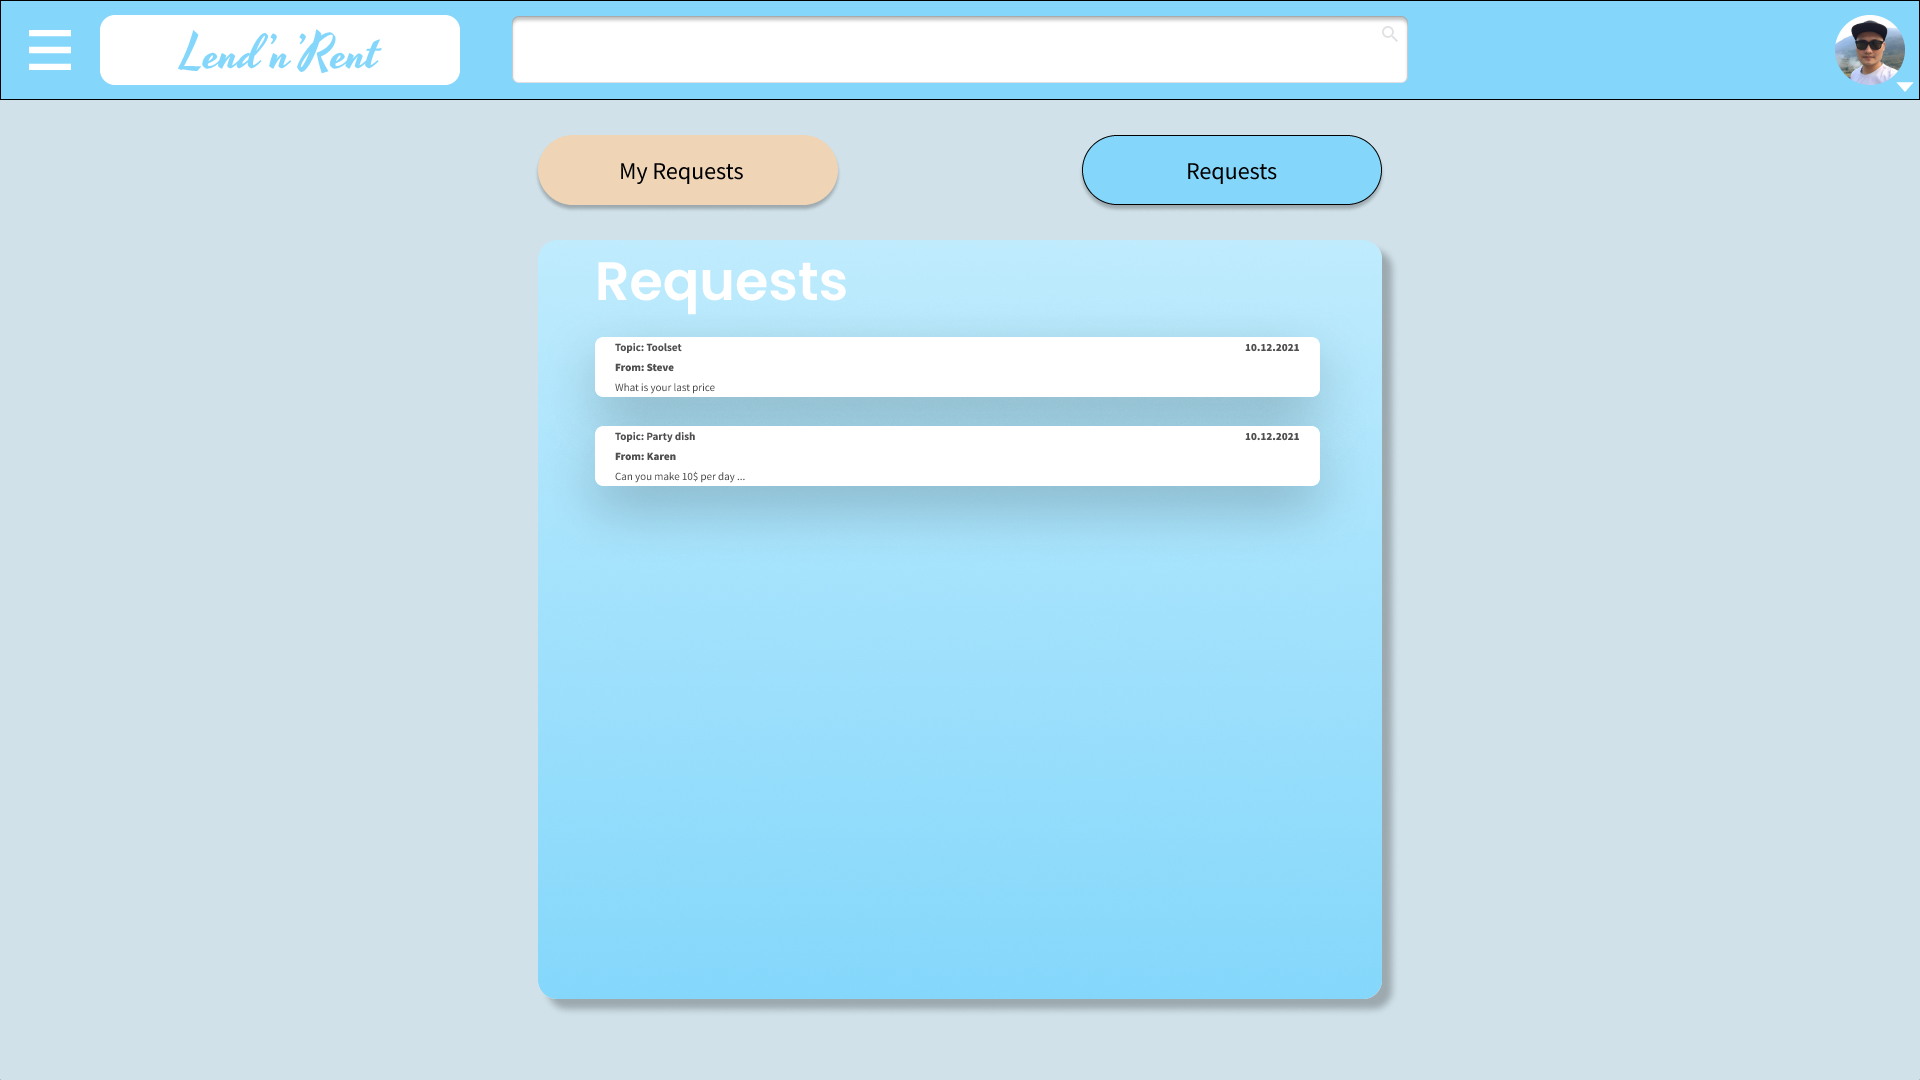 Lend'n'Rent
My Requests
Requests
Requests
Topic: Toolset
10.12.2021
From: Steve
What is your last price
Topic: Party dish
10.12.2021
From: Karen
Can you make 10$ per day ...